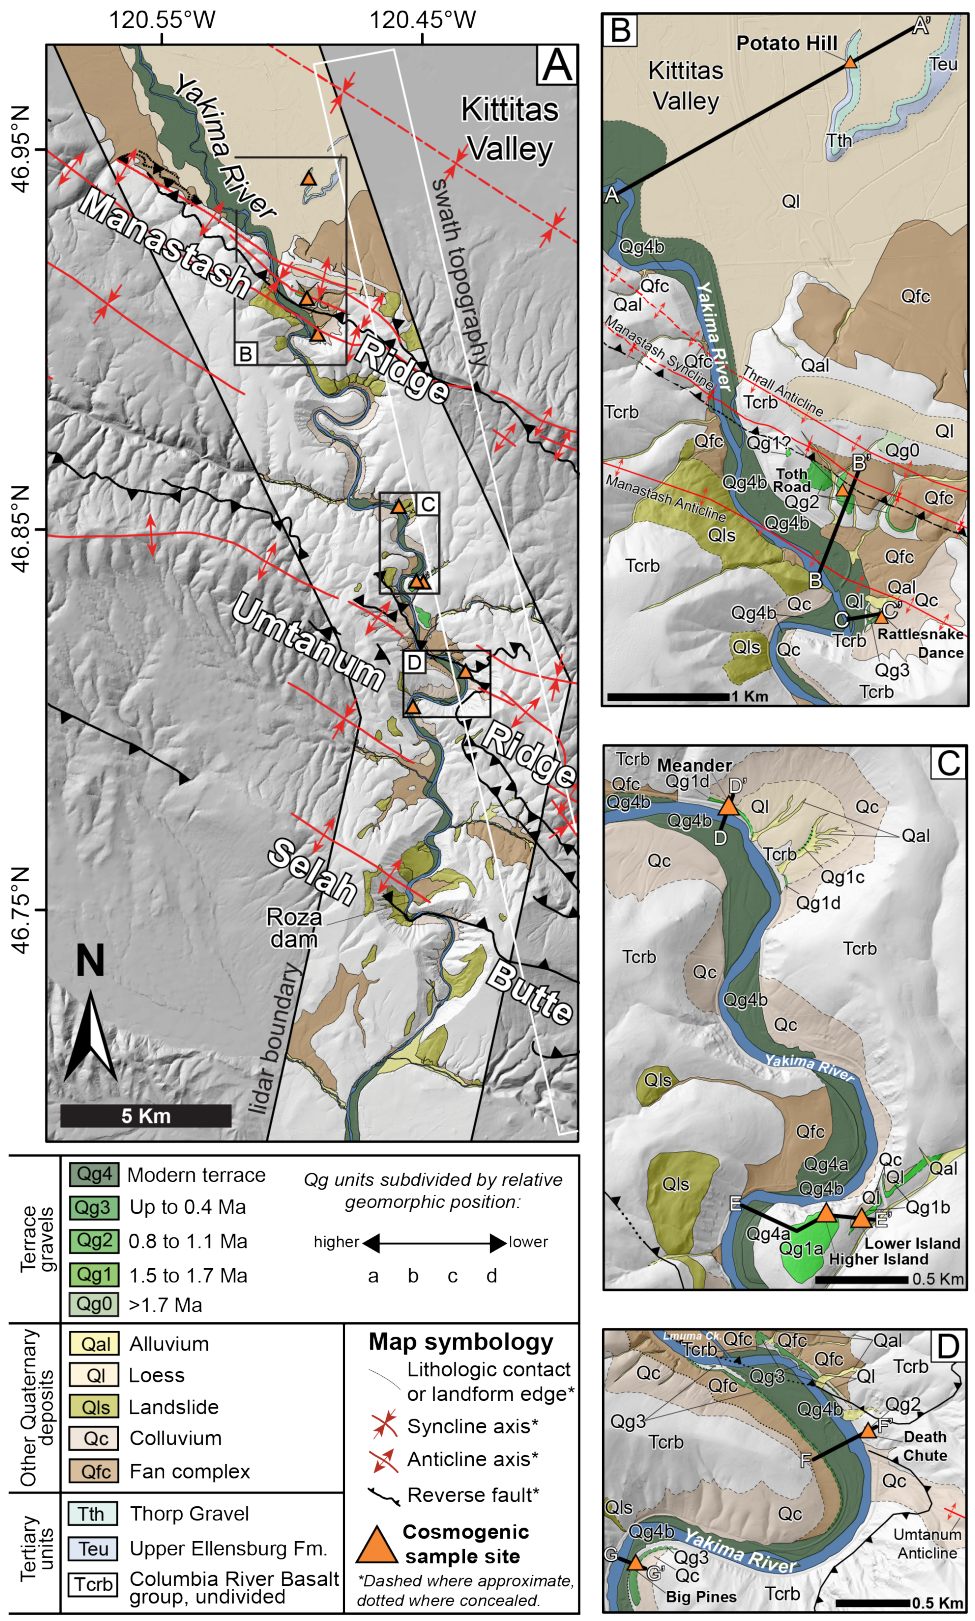 120.55°W
120.45°W
46.95°N
46.85°N
46.75°N
A
Kittitas
Valley
Yakima River
swath topography
Manastash
Ridge
B
C
Umtanum
D
Ridge
Selah
Roza
dam
Butte
lidar boundary
N
5 Km
B
A'
Potato Hill
Kittitas
Valley
Teu
Tth
A
Ql
Qg4b
Qfc
Qal
Qfc
Yakima River
Manastash Syncline
Qfc
Thrall Anticline
Qal
Tcrb
Tcrb
Ql
Qfc
Qg1?
Qg0
B'
Toth
Road
Qg4b
Qg2
Qfc
Manastash Anticline
Qg4b
Qls
Qfc
Tcrb
B
Qal
Qc
Qc
Ql
Qg4b
C
C'
Rattlesnake
Dance
Tcrb
Qls
Qc
Qg3
Tcrb
1 Km
C
Tcrb
Meander
Qfc
Qg1d
D'
Qg4b
Qg4b
Ql
Qc
D
Qal
Qc
Tcrb
Qg1c
Qg1d
Tcrb
Tcrb
Qc
Qg4b
Qc
Yakima River
Qls
Qfc
Qc
Qg4a
Ql
Qal
Qls
Qg4b
Ql
E
Qg1b
E'
Qg4a
Qg1a
Lower Island
Higher Island
0.5 Km
D
Lmuma Ck.
Qfc
Qfc
Qal
Tcrb
Qc
Qfc
Tcrb
Qg3
Ql
Qfc
Qg4b
Qg2
Qg3
F'
Tcrb
Death
Chute
F
Qc
Qls
Qc
Qg4b
Yakima River
Umtanum
Anticline
G
Qg3
G'
Qc
Big Pines
Tcrb
0.5 Km
Terrace
gravels
Qg4 Modern terrace
Qg3 Up to 0.4 Ma
Qg2 0.8 to 1.1 Ma
Qg1 1.5 to 1.7 Ma
Qg0 >1.7 Ma
Qg units subdivided by relative
geomorphic position:
higher lower
a b c d
Other Quaternary
deposits
Qal Alluvium
Ql Loess
Qls Landslide
Qc Colluvium
Qfc Fan complex
Tertiary
units
Tth Thorp Gravel
Teu Upper Ellensburg Fm.
Tcrb Columbia River Basalt
group, undivided
Map symbology
Lithologic contact
or landform edge*
Syncline axis*
Anticline axis*
Reverse fault*
Cosmogenic
sample site
*Dashed where approximate,
dotted where concealed.